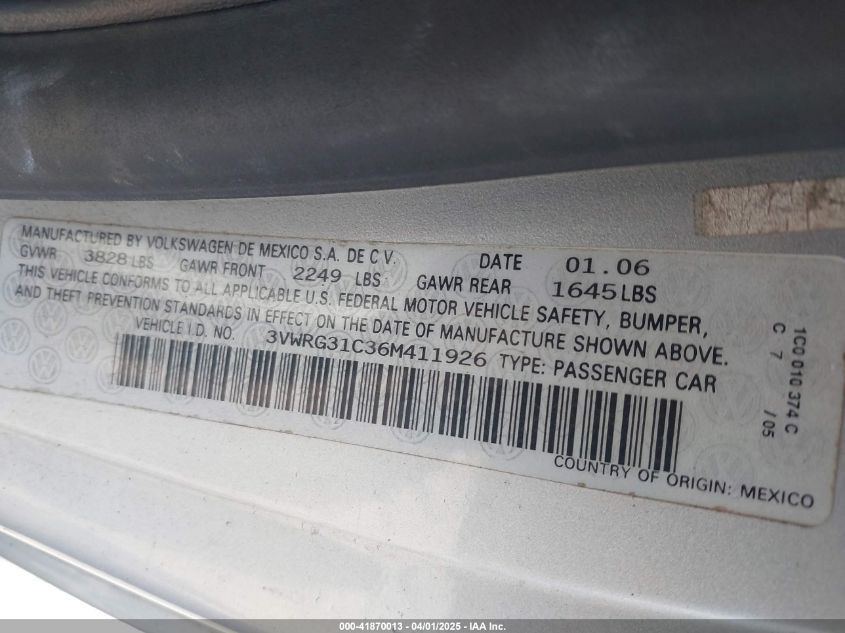 MANUFACTURED BY VOLKSWAGEN DE MEXICO S.A. DE C V. DATE 01.06
GVWR 3828 LBS GAWR FRONT 2249 LBS GAWR REAR 1645LBS
THIS VEHICLE CONFORMS TO ALL APPLICABLE U.S. FEDERAL MOTOR VEHICLE SAFETY, BUMPER,
AND THEFT PREVENTION STANDARDS IN EFFECT ON THE DATE OF MANUFACTURE SHOWN ABOVE.
VEHICLE I.D. NO. 3VWRG31C36M411926 TYPE: PASSENGER CAR
COUNTRY OF ORIGIN: MEXICO
1C0 010 374 C
C 7 / 05
000-41870013 - 04/01/2025 - IAA Inc.